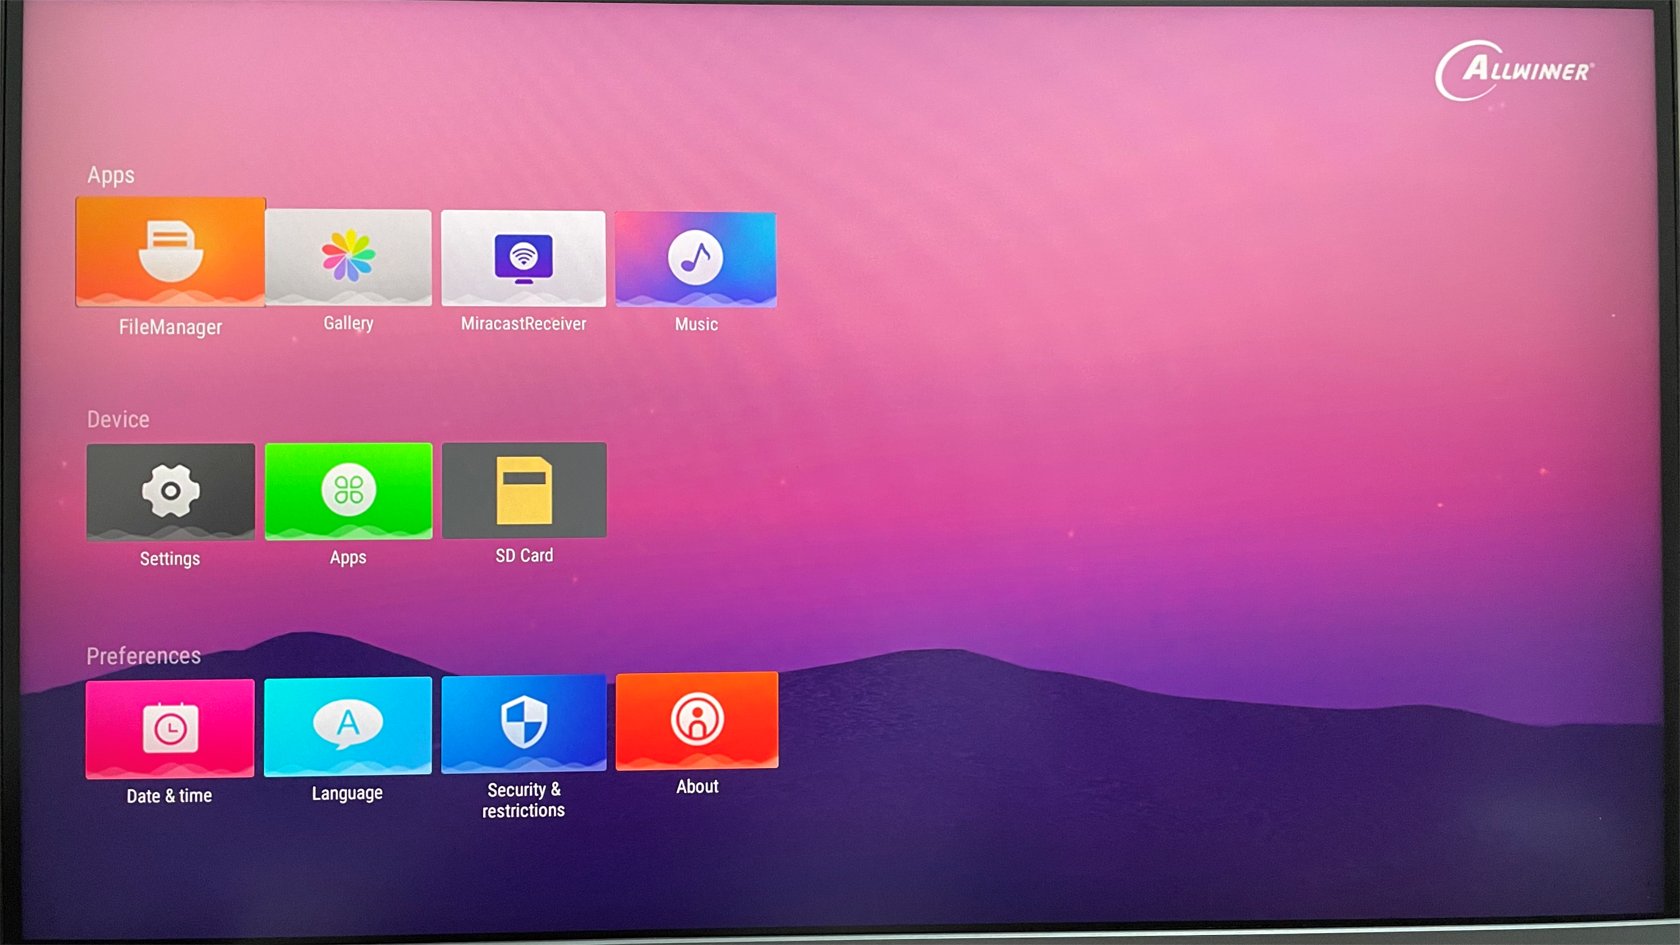 ALLWINNER®
Apps
FileManager
Gallery
MiracastReceiver
Music
Device
Settings
Apps
SD Card
Preferences
A
Date & time
Language
Security &
restrictions
About